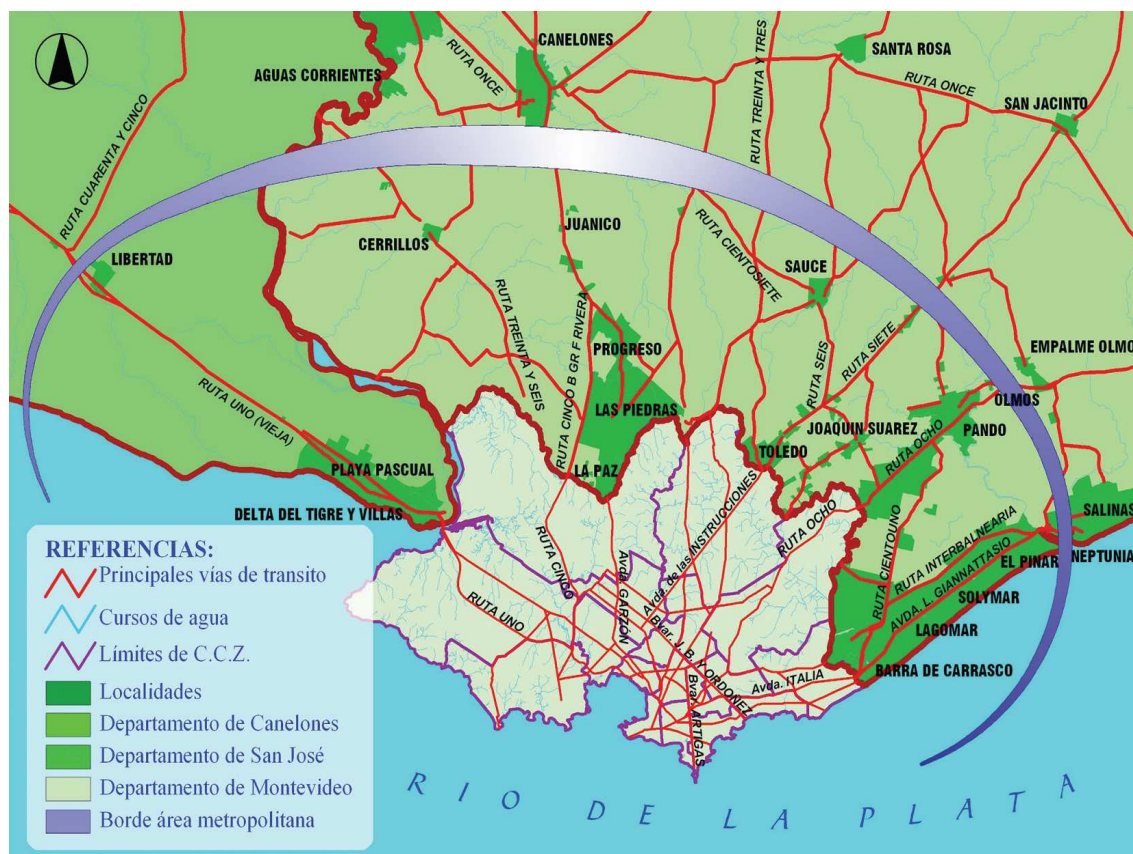 CANELONES
SANTA ROSA
AGUAS CORRIENTES
RUTA ONCE
RUTA ONCE
SAN JACINTO
RUTA TREINTA Y TRES
RUTA CUARENTA Y CINCO
JUANICO
CERRILLOS
LIBERTAD
SAUCE
RUTA CIENTOSIETE
RUTA TREINTA Y SEIS
RUTA CINCO B GR F RIVERA
PROGRESO
RUTA SEIS
RUTA SIETE
EMPALME OLMO
OLMOS
RUTA UNO (VIEJA)
LAS PIEDRAS
JOAQUIN SUAREZ
RUTA OCHO
PANDO
TOLEDO
PLAYA PASCUAL
LA PAZ
DELTA DEL TIGRE Y VILLAS
SALINAS
RUTA CINCO
Avda. GARZÓN
Avda. de las INSTRUCCIONES
RUTA OCHO
RUTA CIENTOUNO
RUTA INTERBALNEARIA
AVDA. L. GIANNATTASIO
EL PINAR
NEPTUNIA
SOLYMAR
LAGOMAR
BARRA DE CARRASCO
RUTA UNO
Bvar. J. B. Y ORDOÑEZ
Avda. ITALIA
Bvar. ARTIGAS
RIO DE LA PLATA
REFERENCIAS:
Principales vías de transito
Cursos de agua
Límites de C.C.Z.
Localidades
Departamento de Canelones
Departamento de San José
Departamento de Montevideo
Borde área metropolitana